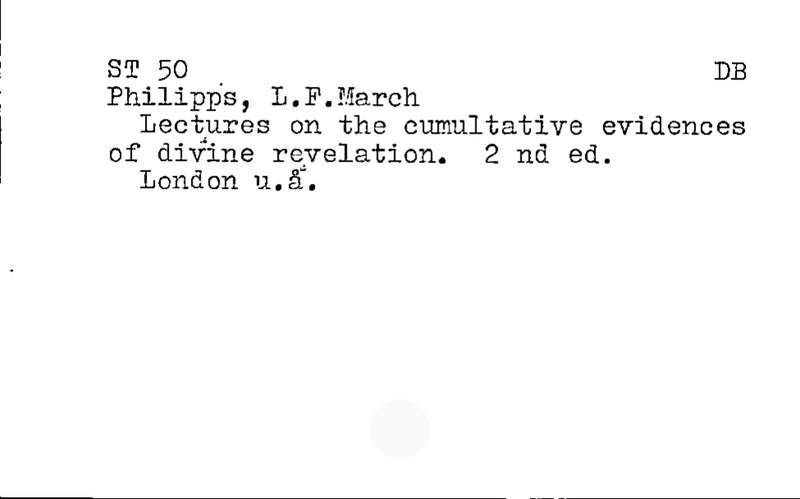 ST 50 DB
Philipps, L.F.March
Lectures on the cumultative evidences
of divine revelation. 2 nd ed.
London u.å.